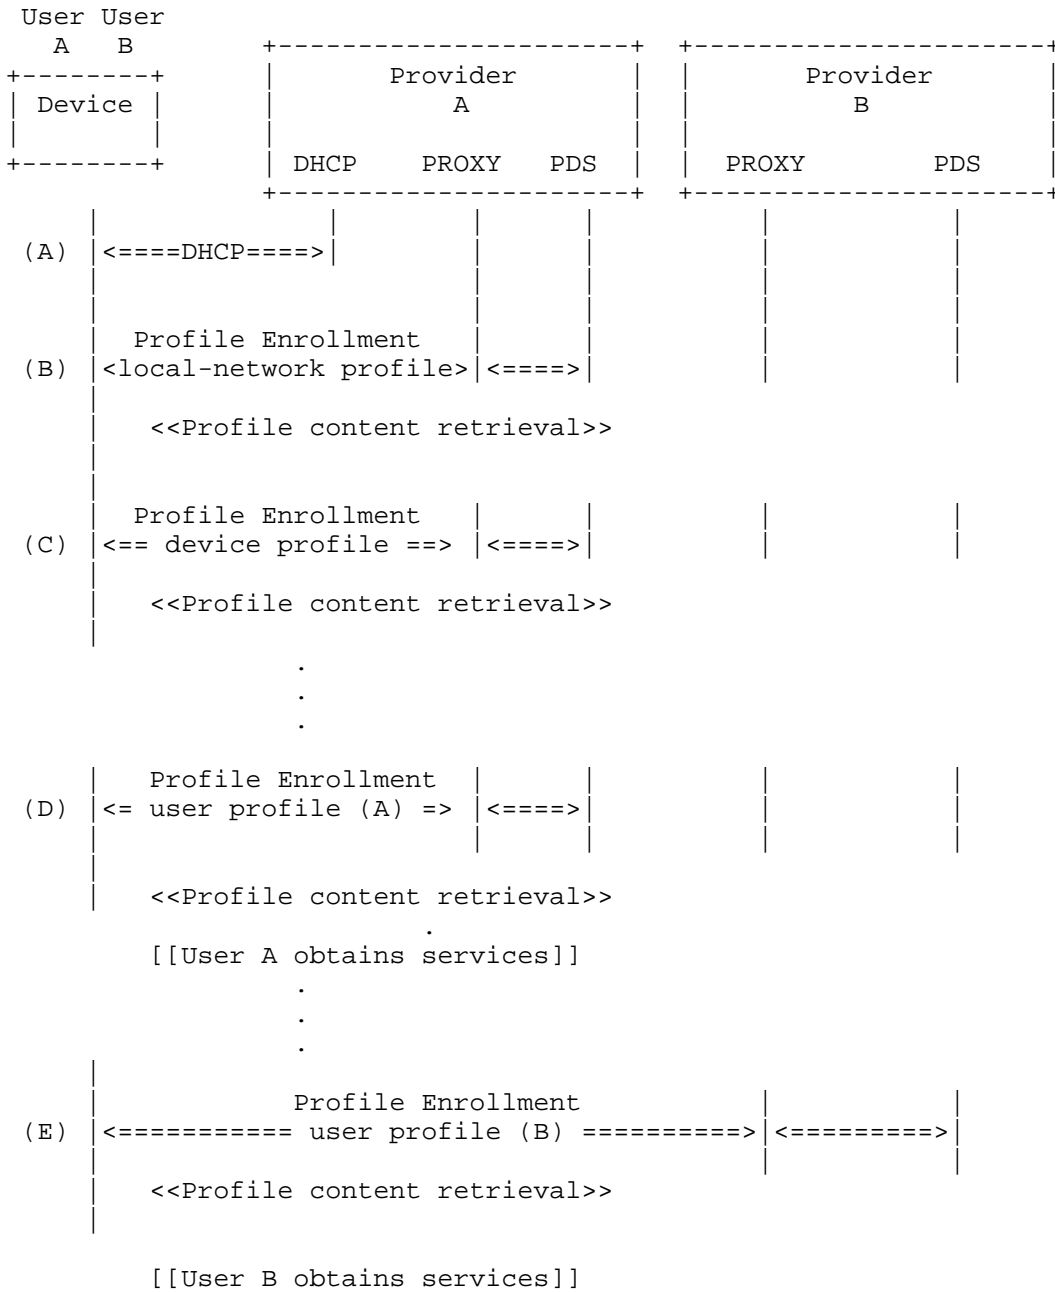 User User
A B
Provider Provider
Device A B
DHCP PROXY PDS PROXY PDS
(A) <====DHCP====>
Profile Enrollment
(B) <local-network profile> <====>
<<Profile content retrieval>>
Profile Enrollment
(C) <== device profile ==> <====>
<<Profile content retrieval>>
.
.
.
Profile Enrollment
(D) <= user profile (A) => <====>
<<Profile content retrieval>>
.
[[User A obtains services]]
.
.
.
Profile Enrollment
(E) <=========== user profile (B) ==========> <=========>
<<Profile content retrieval>>
[[User B obtains services]]